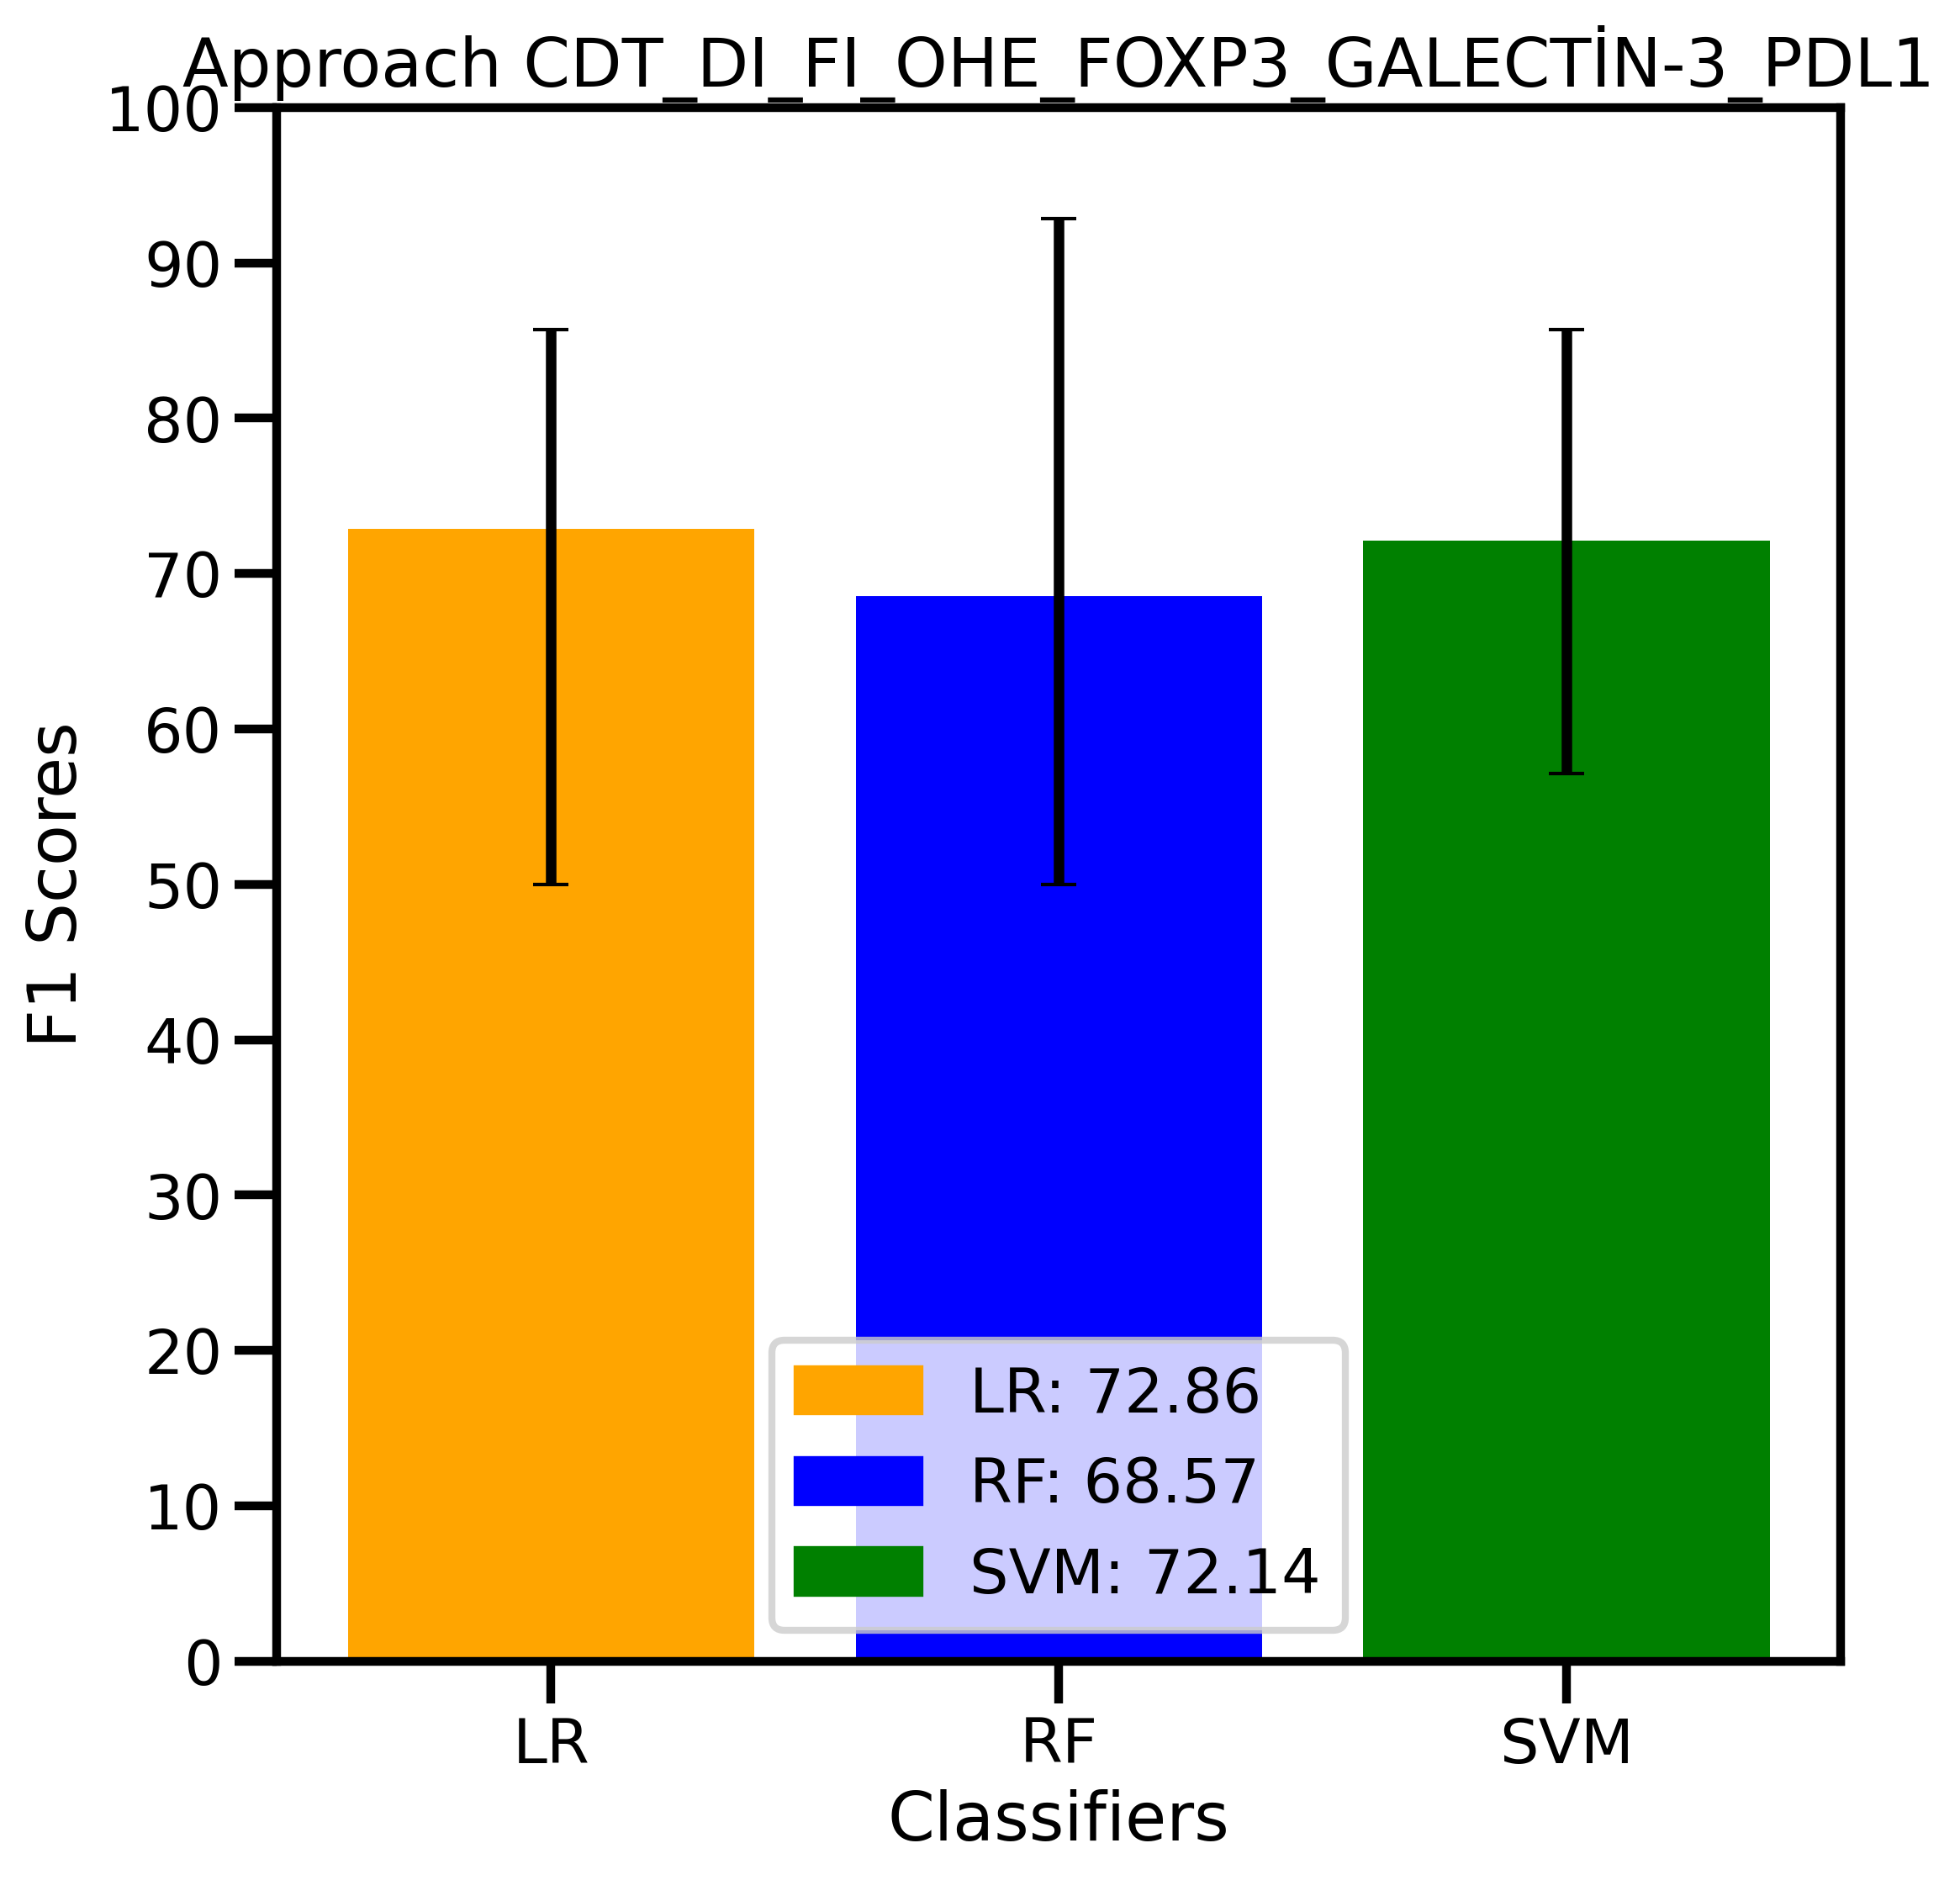 Approach CDT_DI_FI_OHE_FOXP3_GALECTİN-3_PDL1
100
90
80
70
60
50
40
30
20
10
0
F1 Scores
LR: 72.86
RF: 68.57
SVM: 72.14
LR
RF
SVM
Classifiers